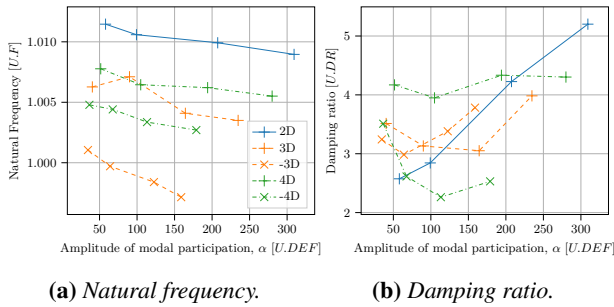 Natural Frequency [U.F]
1.010
1.005
1.000
2D
3D
-3D
4D
-4D
50 100 150 200 250 300
Amplitude of modal participation, α [U.DEF]
(a) Natural frequency.
Damping ratio [U.DR]
5
4
3
2
50 100 150 200 250 300
Amplitude of modal participation, α [U.DEF]
(b) Damping ratio.